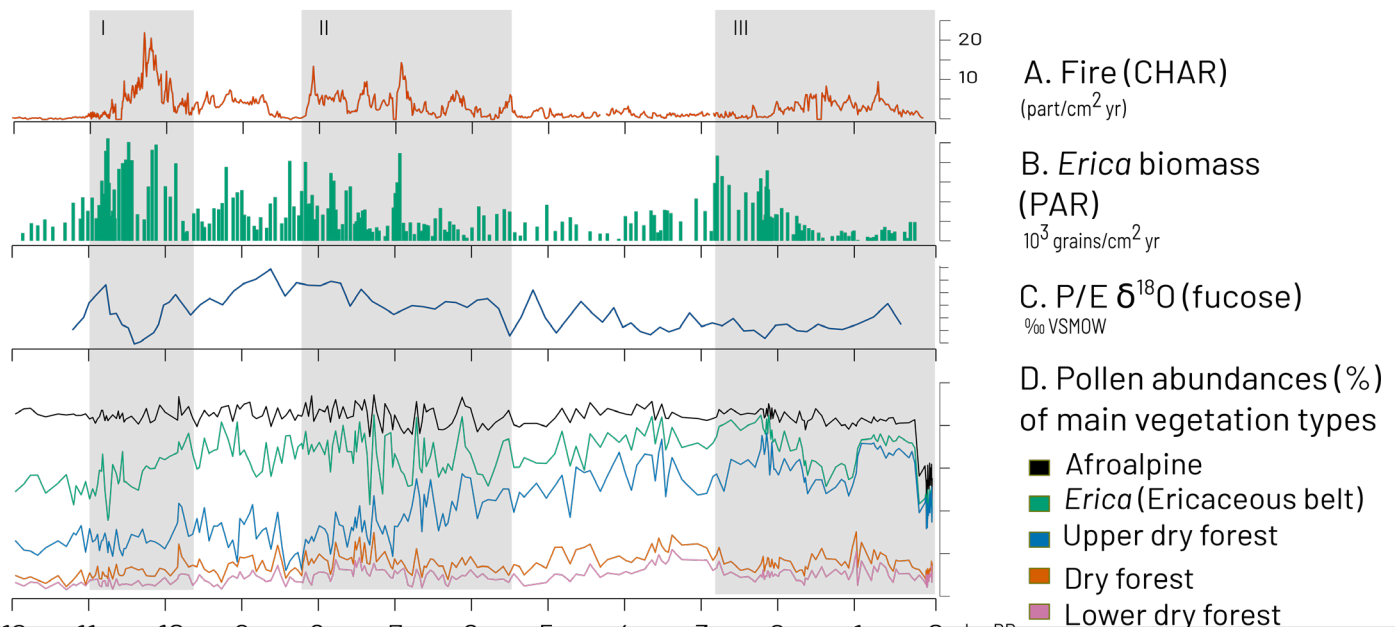 I
II
III
20
10
A. Fire (CHAR)
(part/cm² yr)
B. Erica biomass
(PAR)
10³ grains/cm² yr
C. P/E δ¹⁸O (fucose)
‰ VSMOW
D. Pollen abundances (%)
of main vegetation types
Afroalpine
Erica (Ericaceous belt)
Upper dry forest
Dry forest
Lower dry forest